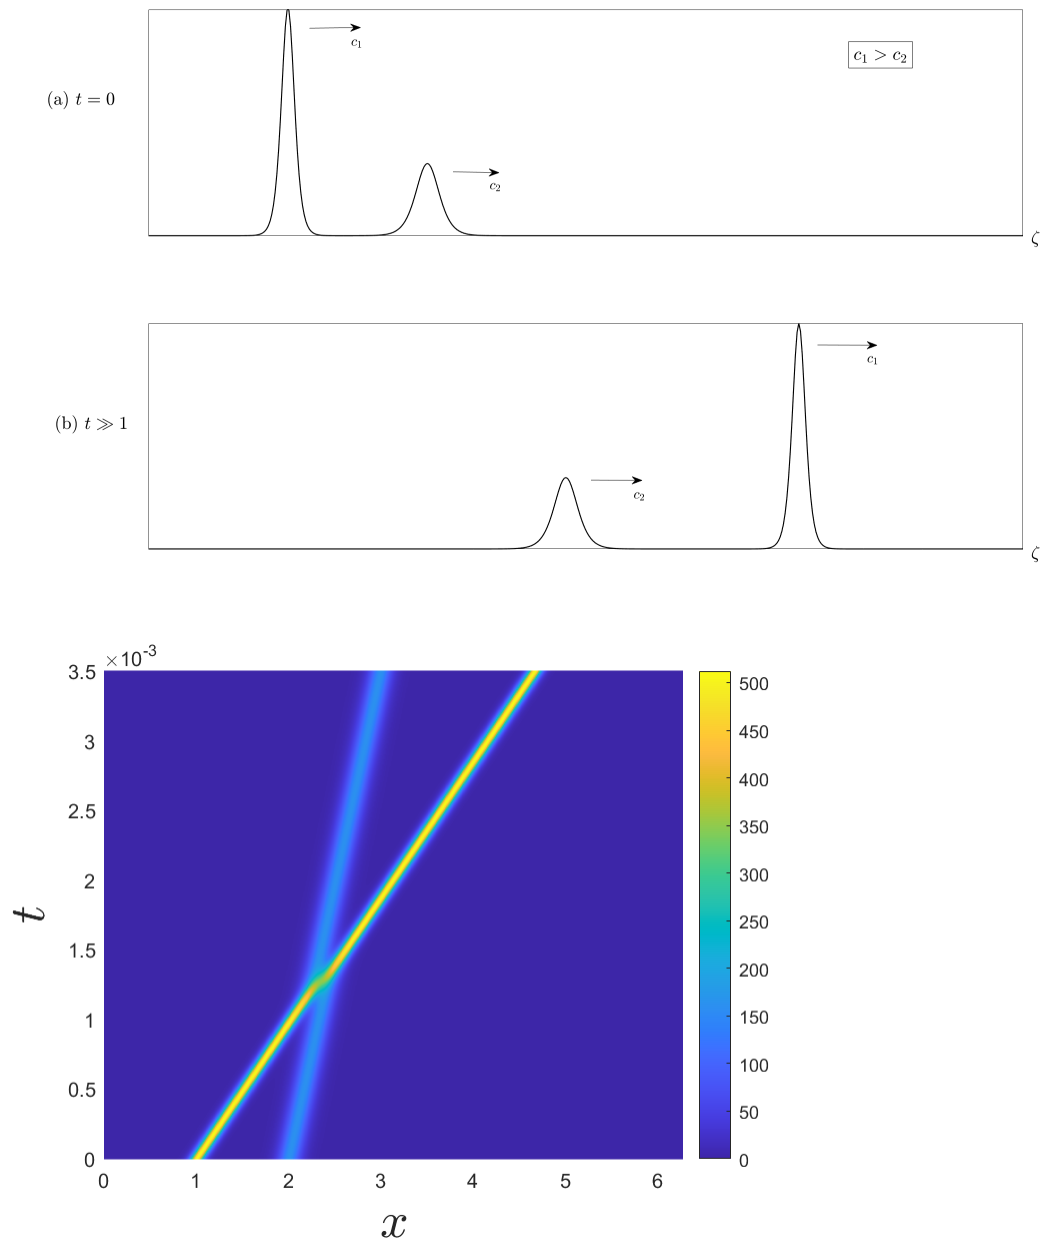 c₁
c₁ > c₂
(a) t = 0
c₂
ζ
c₁
(b) t ≫ 1
c₂
ζ
×10⁻³
3.5
3
2.5
2
1.5
1
0.5
0
t
0 1 2 3 4 5 6
x
500
450
400
350
300
250
200
150
100
50
0